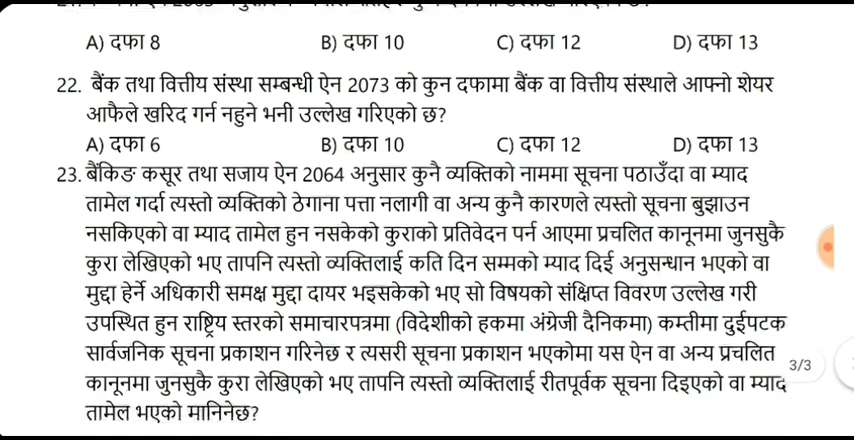 A) दफा 8 B) दफा 10 C) दफा 12 D) दफा 13
22. बैंक तथा वित्तीय संस्था सम्बन्धी ऐन 2073 को कुन दफामा बैंक वा वित्तीय संस्थाले आफ्नो शेयर
आफैले खरिद गर्न नहुने भनी उल्लेख गरिएको छ?
A) दफा 6 B) दफा 10 C) दफा 12 D) दफा 13
23. बैंकिङ कसूर तथा सजाय ऐन 2064 अनुसार कुनै व्यक्तिको नाममा सूचना पठाउँदा वा म्याद
तामेल गर्दा त्यस्तो व्यक्तिको ठेगाना पत्ता नलागी वा अन्य कुनै कारणले त्यस्तो सूचना बुझाउन
नसकिएको वा म्याद तामेल हुन नसकेको कुराको प्रतिवेदन पर्न आएमा प्रचलित कानूनमा जुनसुकै
कुरा लेखिएको भए तापनि त्यस्तो व्यक्तिलाई कति दिन सम्मको म्याद दिई अनुसन्धान भएको वा
मुद्दा हेर्ने अधिकारी समक्ष मुद्दा दायर भइसकेको भए सो विषयको संक्षिप्त विवरण उल्लेख गरी
उपस्थित हुन राष्ट्रिय स्तरको समाचारपत्रमा (विदेशीको हकमा अंग्रेजी दैनिकमा) कम्तीमा दुईपटक
सार्वजनिक सूचना प्रकाशन गरिनेछ र त्यसरी सूचना प्रकाशन भएकोमा यस ऐन वा अन्य प्रचलित
3/3
कानूनमा जुनसुकै कुरा लेखिएको भए तापनि त्यस्तो व्यक्तिलाई रीतपूर्वक सूचना दिइएको वा म्याद
तामेल भएको मानिनेछ?